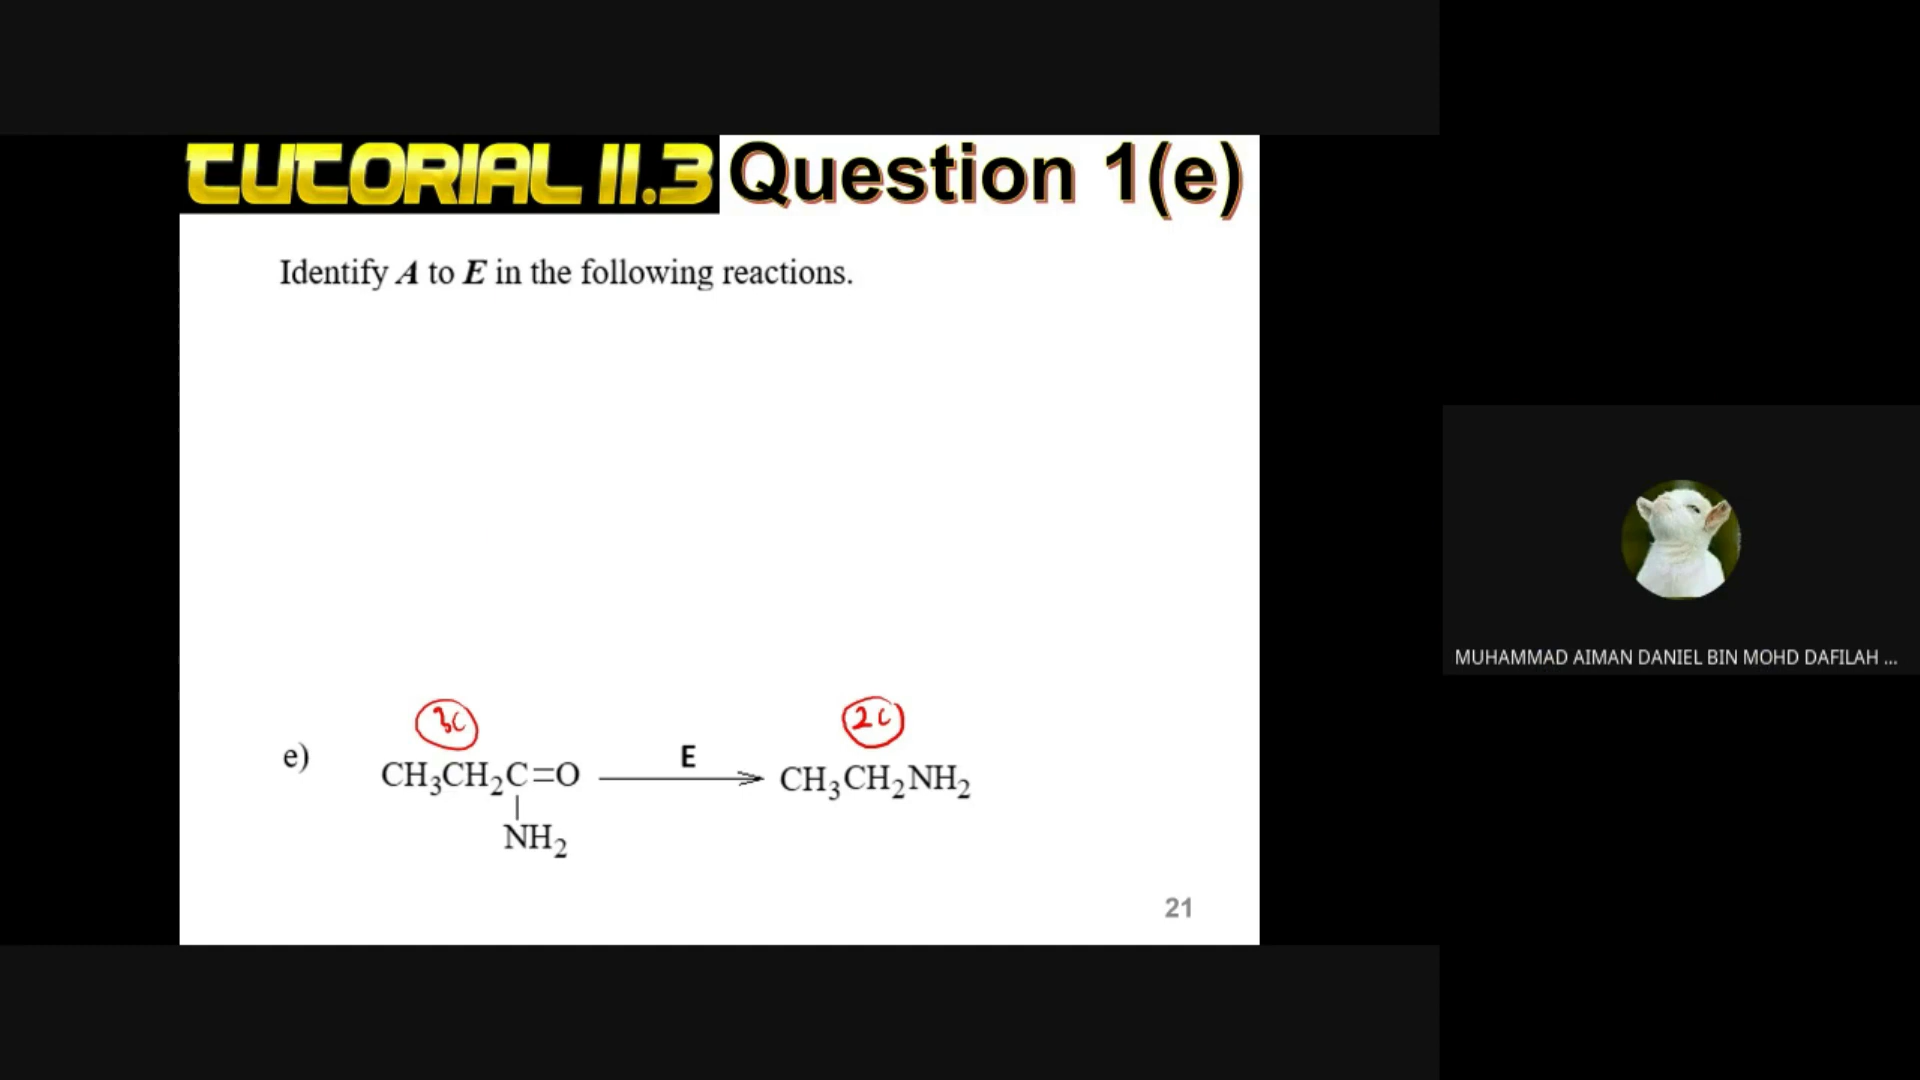 TUTORIAL 11.3 Question 1(e)
Identify A to E in the following reactions.
3C
2C
e) CH₃CH₂C=O E CH₃CH₂NH₂
NH₂
21
MUHAMMAD AIMAN DANIEL BIN MOHD DAFILAH ...